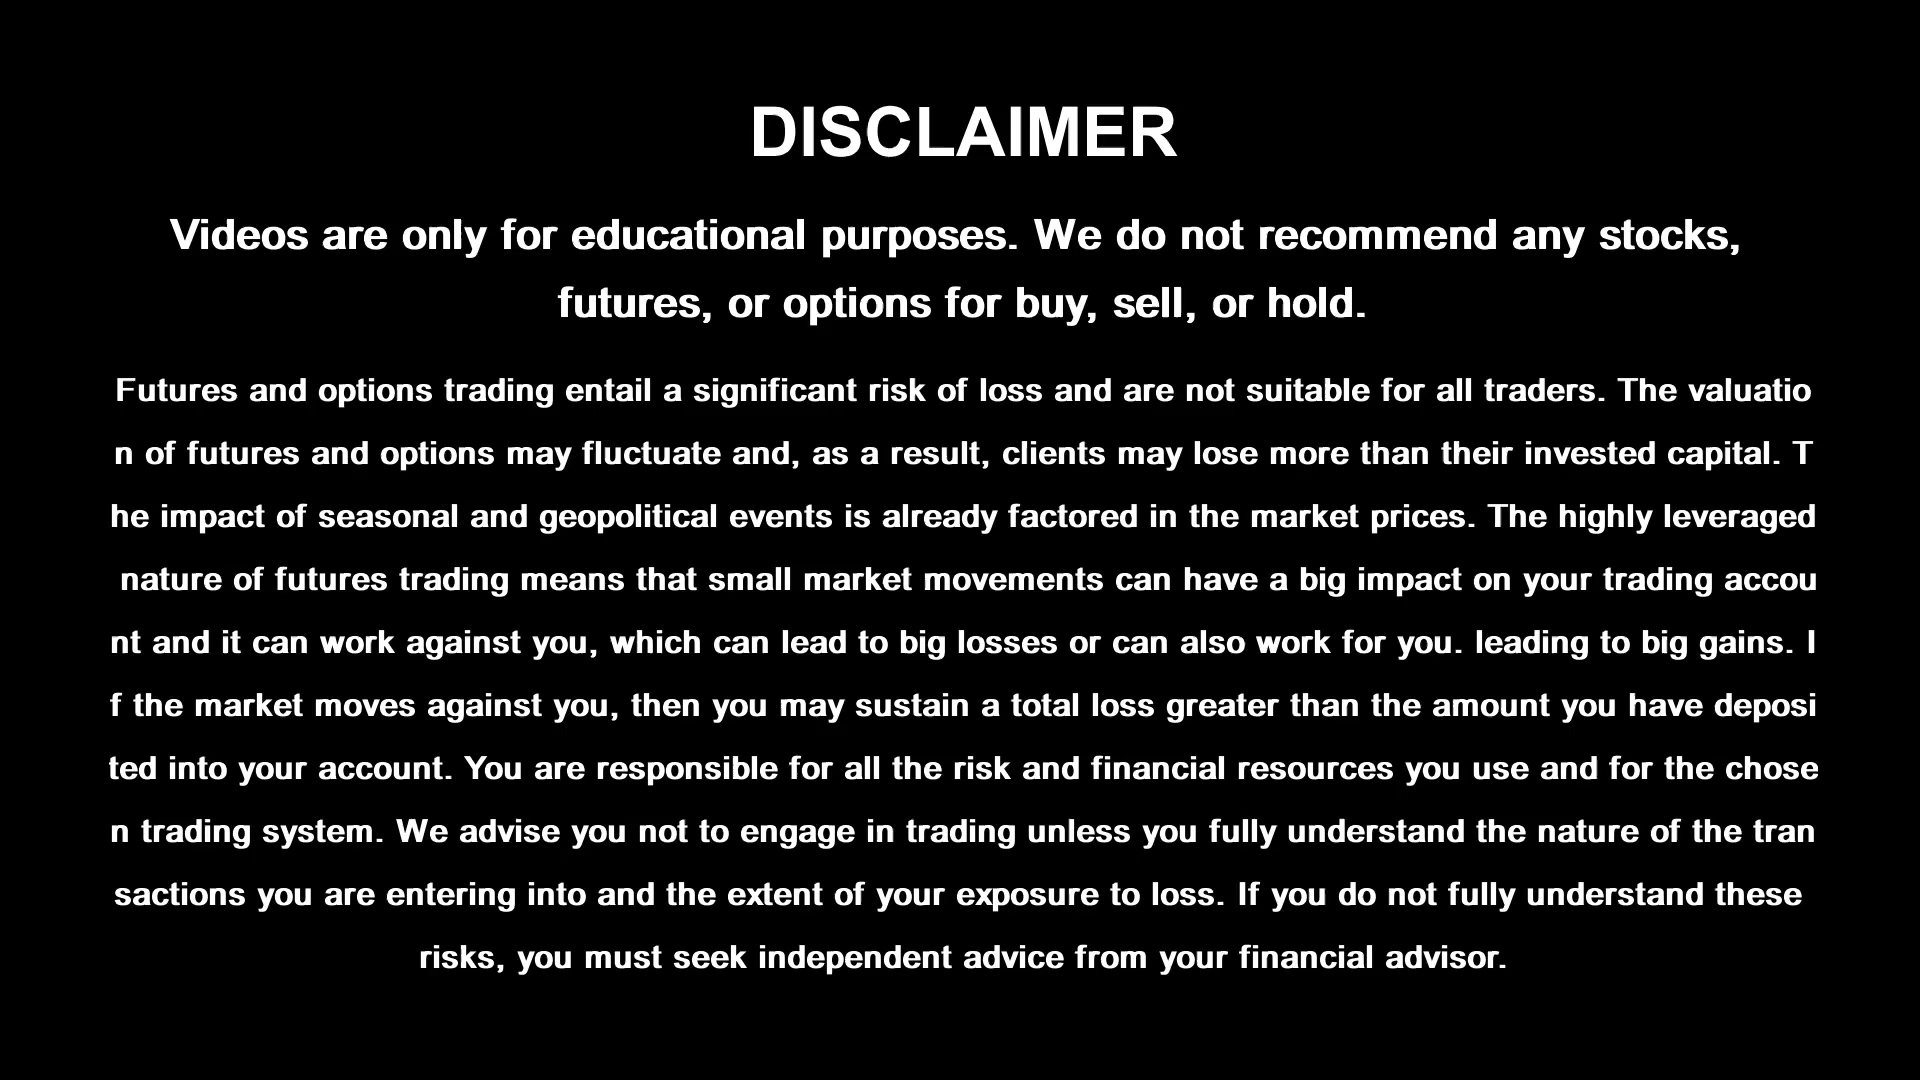 DISCLAIMER
Videos are only for educational purposes. We do not recommend any stocks,
futures, or options for buy, sell, or hold.
Futures and options trading entail a significant risk of loss and are not suitable for all traders. The valuatio
n of futures and options may fluctuate and, as a result, clients may lose more than their invested capital. T
he impact of seasonal and geopolitical events is already factored in the market prices. The highly leveraged
nature of futures trading means that small market movements can have a big impact on your trading accou
nt and it can work against you, which can lead to big losses or can also work for you. leading to big gains. I
f the market moves against you, then you may sustain a total loss greater than the amount you have deposi
ted into your account. You are responsible for all the risk and financial resources you use and for the chose
n trading system. We advise you not to engage in trading unless you fully understand the nature of the tran
sactions you are entering into and the extent of your exposure to loss. If you do not fully understand these
risks, you must seek independent advice from your financial advisor.